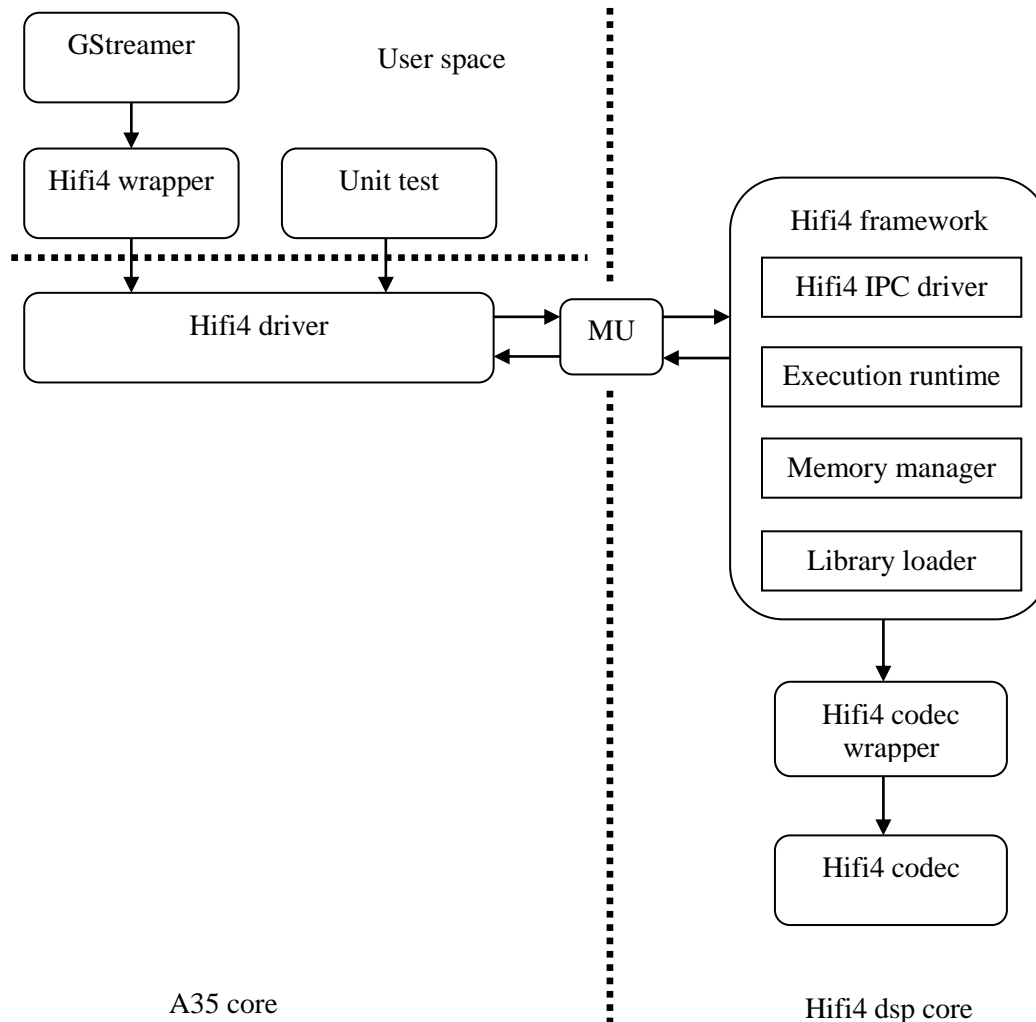 GStreamer
User space
Hifi4 wrapper
Unit test
Hifi4 framework
Hifi4 IPC driver
Hifi4 driver
MU
Execution runtime
Memory manager
Library loader
Hifi4 codec
wrapper
Hifi4 codec
A35 core
Hifi4 dsp core